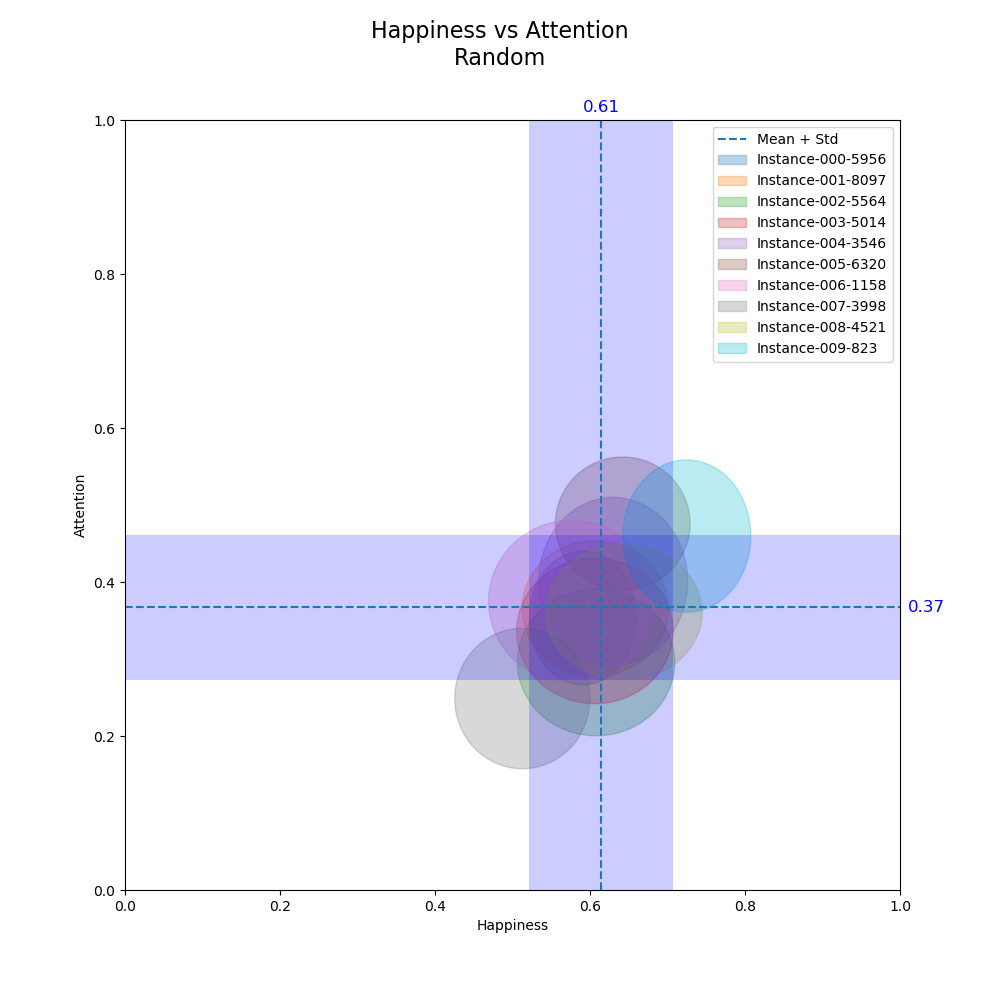 Happiness vs Attention
Random
0.61
1.0
Mean + Std
Instance-000-5956
Instance-001-8097
Instance-002-5564
Instance-003-5014
Instance-004-3546
Instance-005-6320
Instance-006-1158
Instance-007-3998
Instance-008-4521
Instance-009-823
0.8
0.6
Attention
0.4
0.37
0.2
0.0
0.0 0.2 0.4 0.6 0.8 1.0
Happiness